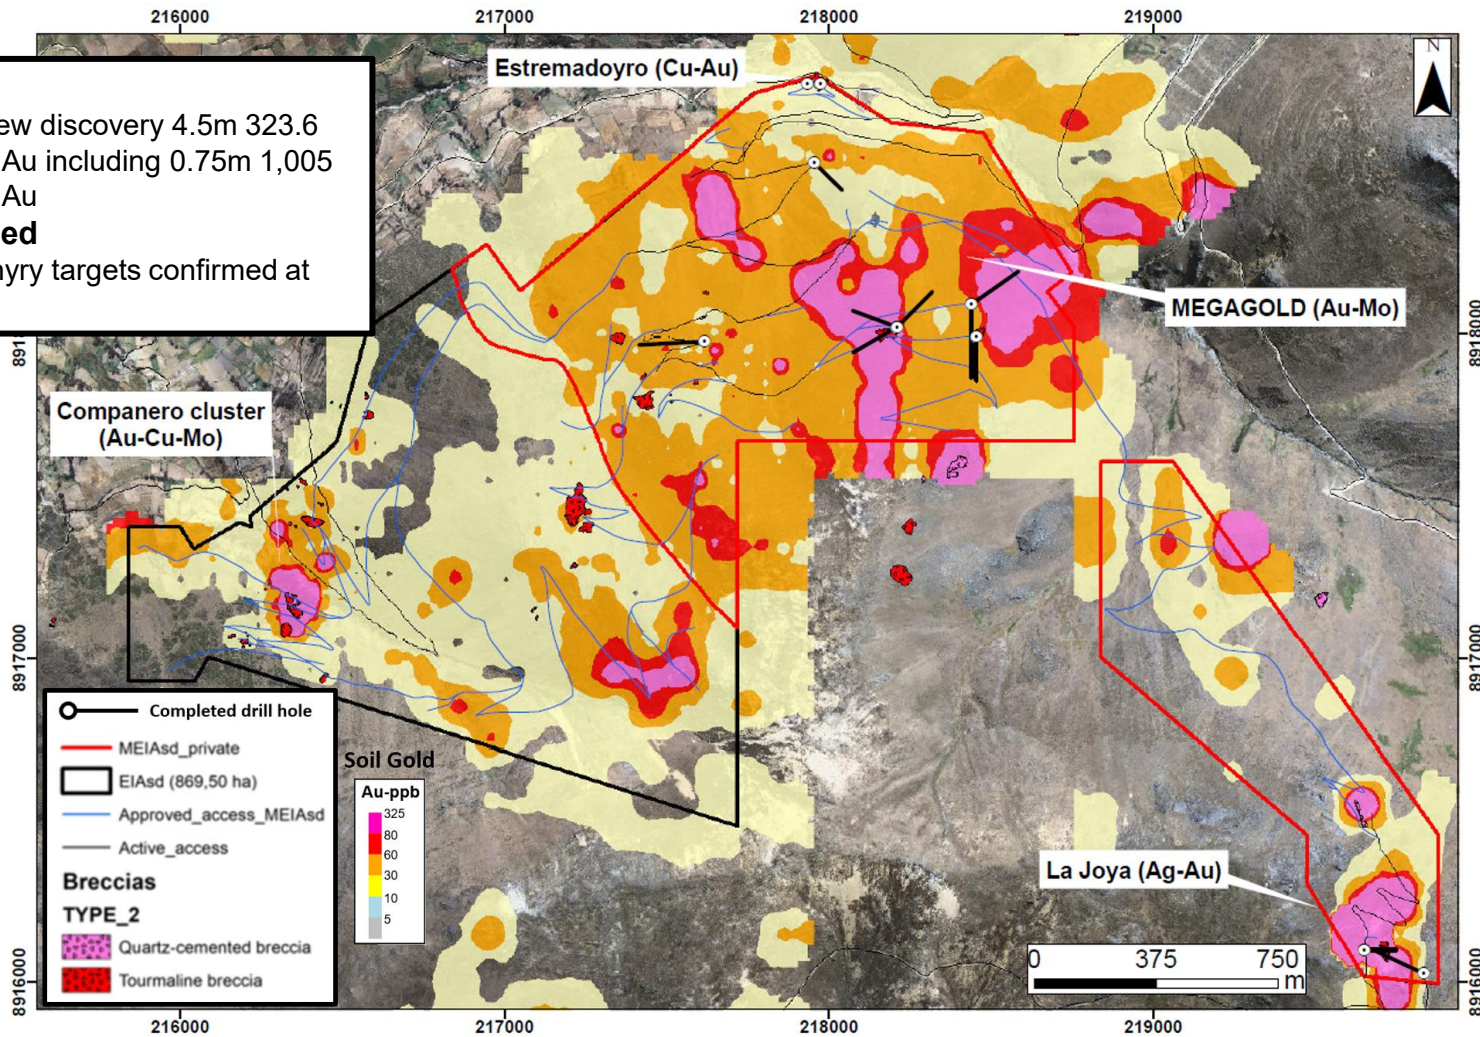 216000
217000
218000
219000
N
Estremadoyro (Cu-Au)
ew discovery 4.5m 323.6
Au including 0.75m 1,005
Au
ed
nyry targets confirmed at
MEGAGOLD (Au-Mo)
891
8918000
Companero cluster
(Au-Cu-Mo)
8917000
8917000
Completed drill hole
MEIAsd_private
EIAsd (869,50 ha)
Approved_access_MEIAsd
Active_access
Breccias
TYPE_2
Quartz-cemented breccia
Tourmaline breccia
Soil Gold
Au-ppb
325
80
60
30
10
5
La Joya (Ag-Au)
0 375 750
m
8916000
8916000
216000
217000
218000
219000